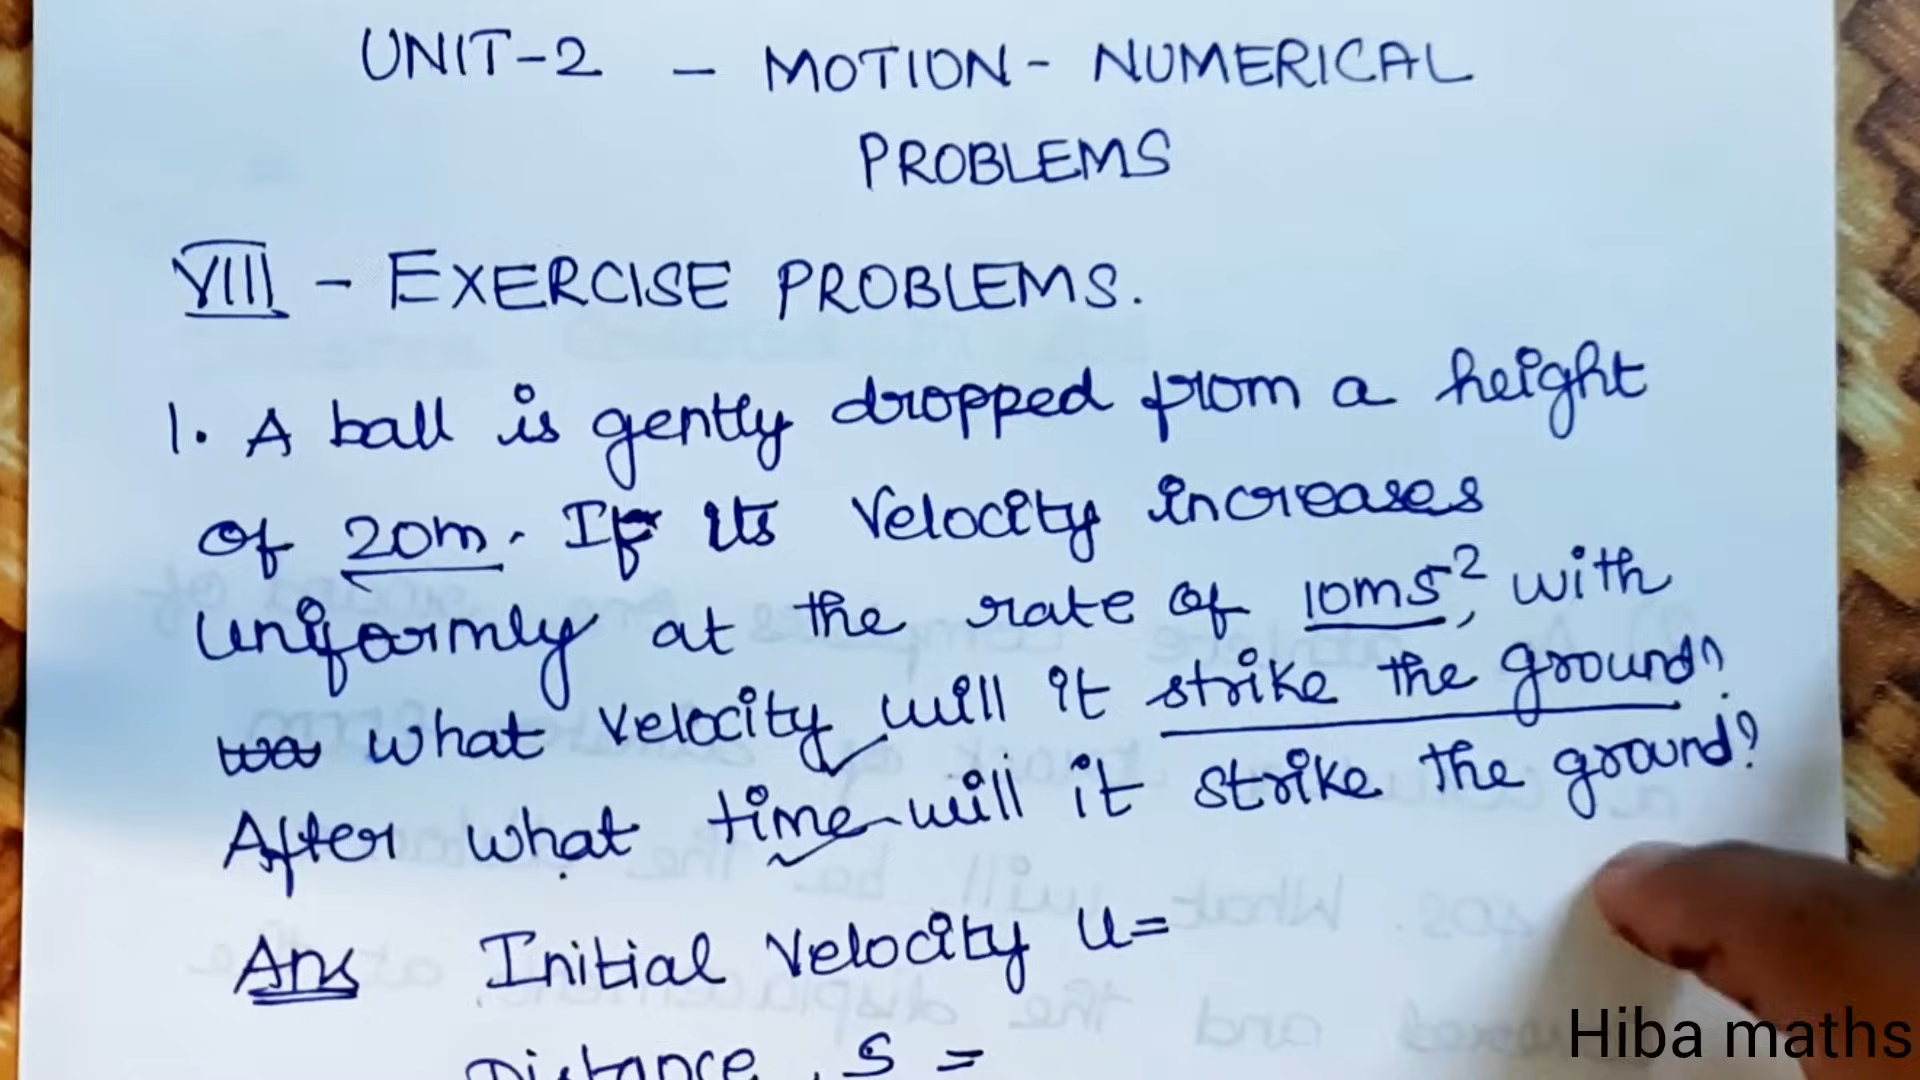 UNIT-2 - MOTION - NUMERICAL
PROBLEMS
VIII - EXERCISE PROBLEMS.
1. A ball is gently dropped from a height
of 20m. If its velocity increases
uniformly at the rate of 10ms², with
what velocity will it strike the ground?
After what time will it strike the ground?
Ans Initial Velocity u=
Distance, S =
Hiba maths